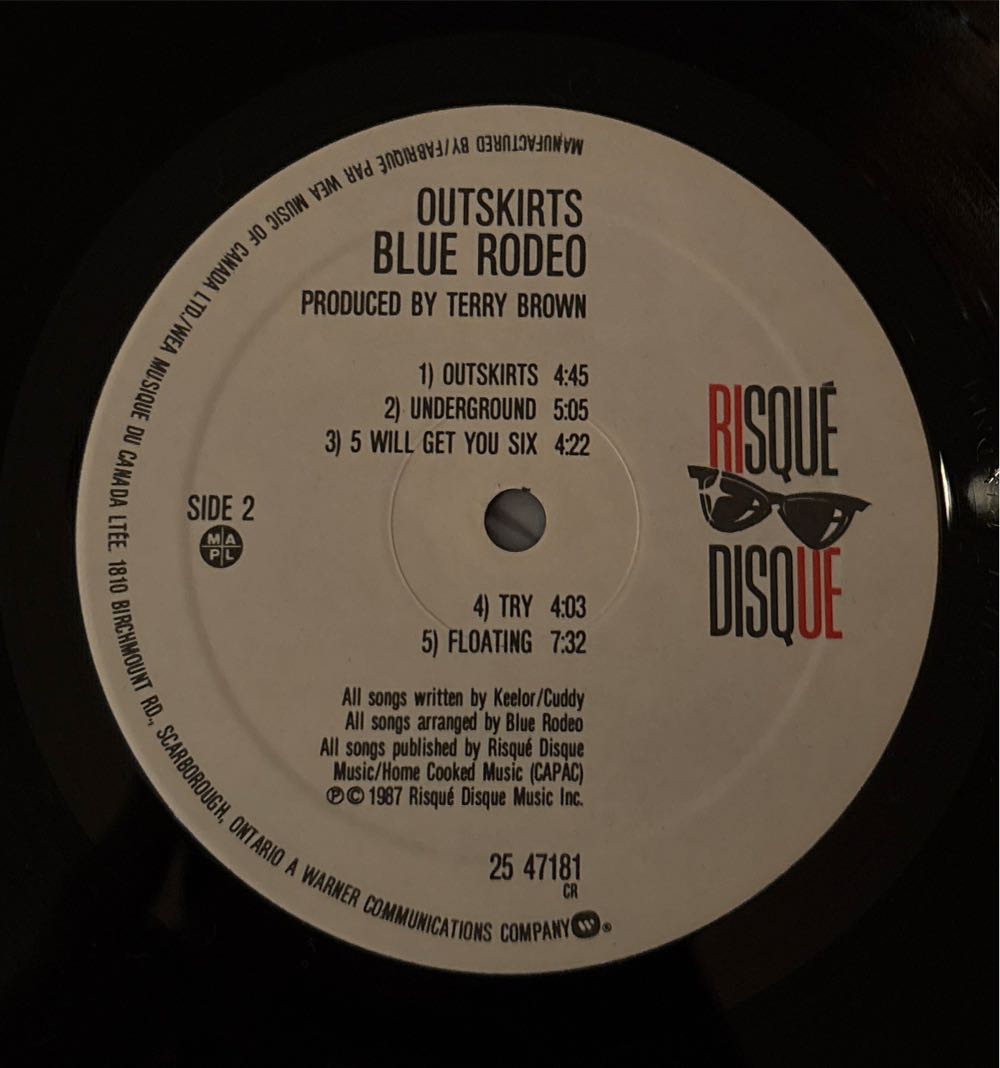 MANUFACTURED BY/FABRIQUÉ PAR WEA MUSIC OF CANADA LTD./WEA MUSIQUE DU CANADA LTÉE. 1810 BIRCHMOUNT RD., SCARBOROUGH, ONTARIO A WARNER COMMUNICATIONS COMPANY W ®
OUTSKIRTS
BLUE RODEO
PRODUCED BY TERRY BROWN
1) OUTSKIRTS 4:45
2) UNDERGROUND 5:05
3) 5 WILL GET YOU SIX 4:22
SIDE 2
MA
PL
RISQUÉ
DISQUE
4) TRY 4:03
5) FLOATING 7:32
All songs written by Keelor/Cuddy
All songs arranged by Blue Rodeo
All songs published by Risqué Disque
Music/Home Cooked Music (CAPAC)
℗©1987 Risqué Disque Music Inc.
25 47181
CR